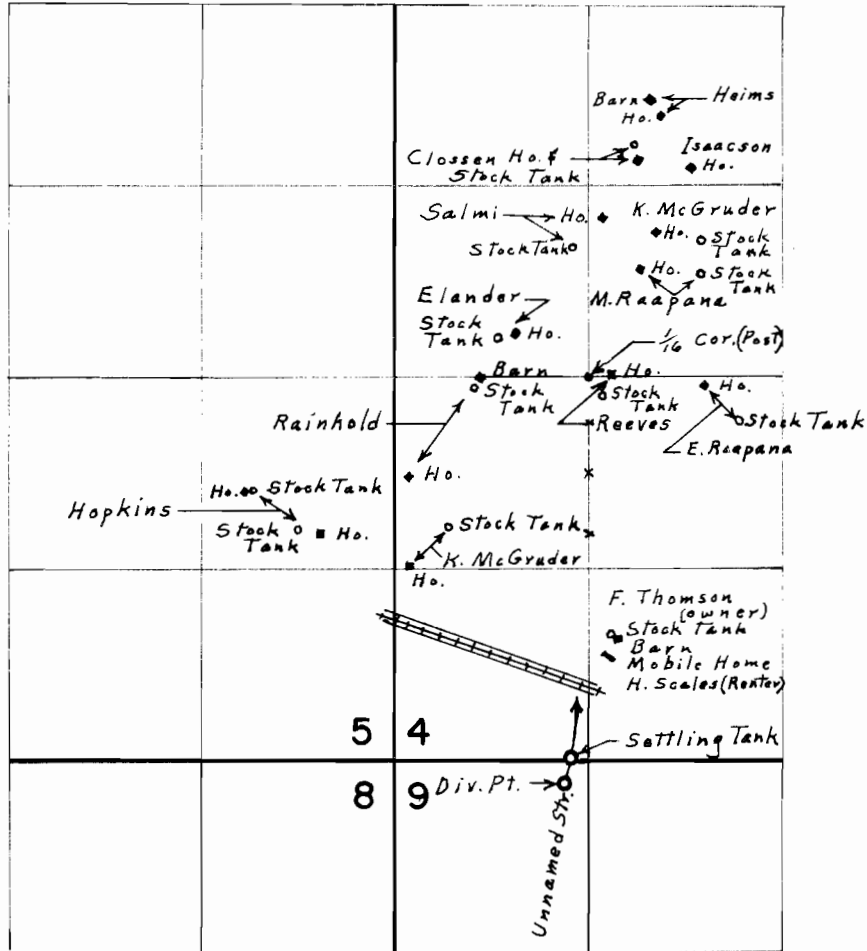 Barn Heims
Ho.
Clossen Ho. & Isaacson
Stock Tank Ho.
Salmi Ho. K. McGruder
Stock Tank Ho. Stock
Tank
Ho. Stock
Tank
M. Raapana
Elander
Stock
Tank Ho.
1/16 Cor. (Post)
Barn Ho. Ho.
Stock
Tank
Stock
Tank
Stock Tank
Rainhold Reeves
E. Raapana
Ho.
Ho. Stock Tank
Hopkins
Stock
Tank Ho.
Stock Tank
K. McGruder
Ho.
F. Thomson
(owner)
Stock Tank
Barn
Mobile Home
H. Scales (Renter)
5 4
Settling Tank
8 9 Div. Pt.
Unnamed Str.